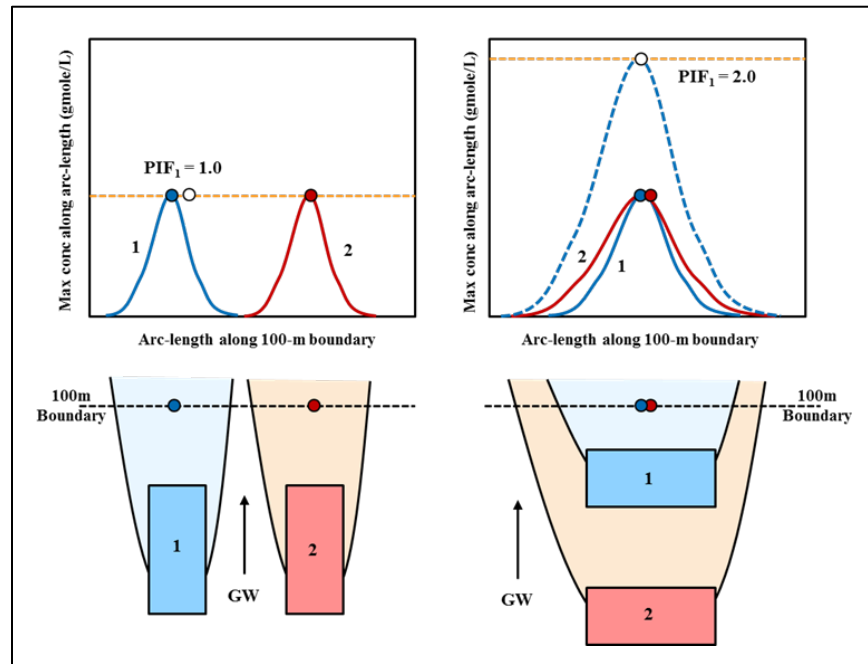 Max conc along arc-length (gmole/L)
PIF₁ = 1.0
1
2
Arc-length along 100-m boundary
Max conc along arc-length (gmole/L)
PIF₁ = 2.0
2
1
Arc-length along 100-m boundary
100m
Boundary
1
2
GW
100m
Boundary
1
GW
2